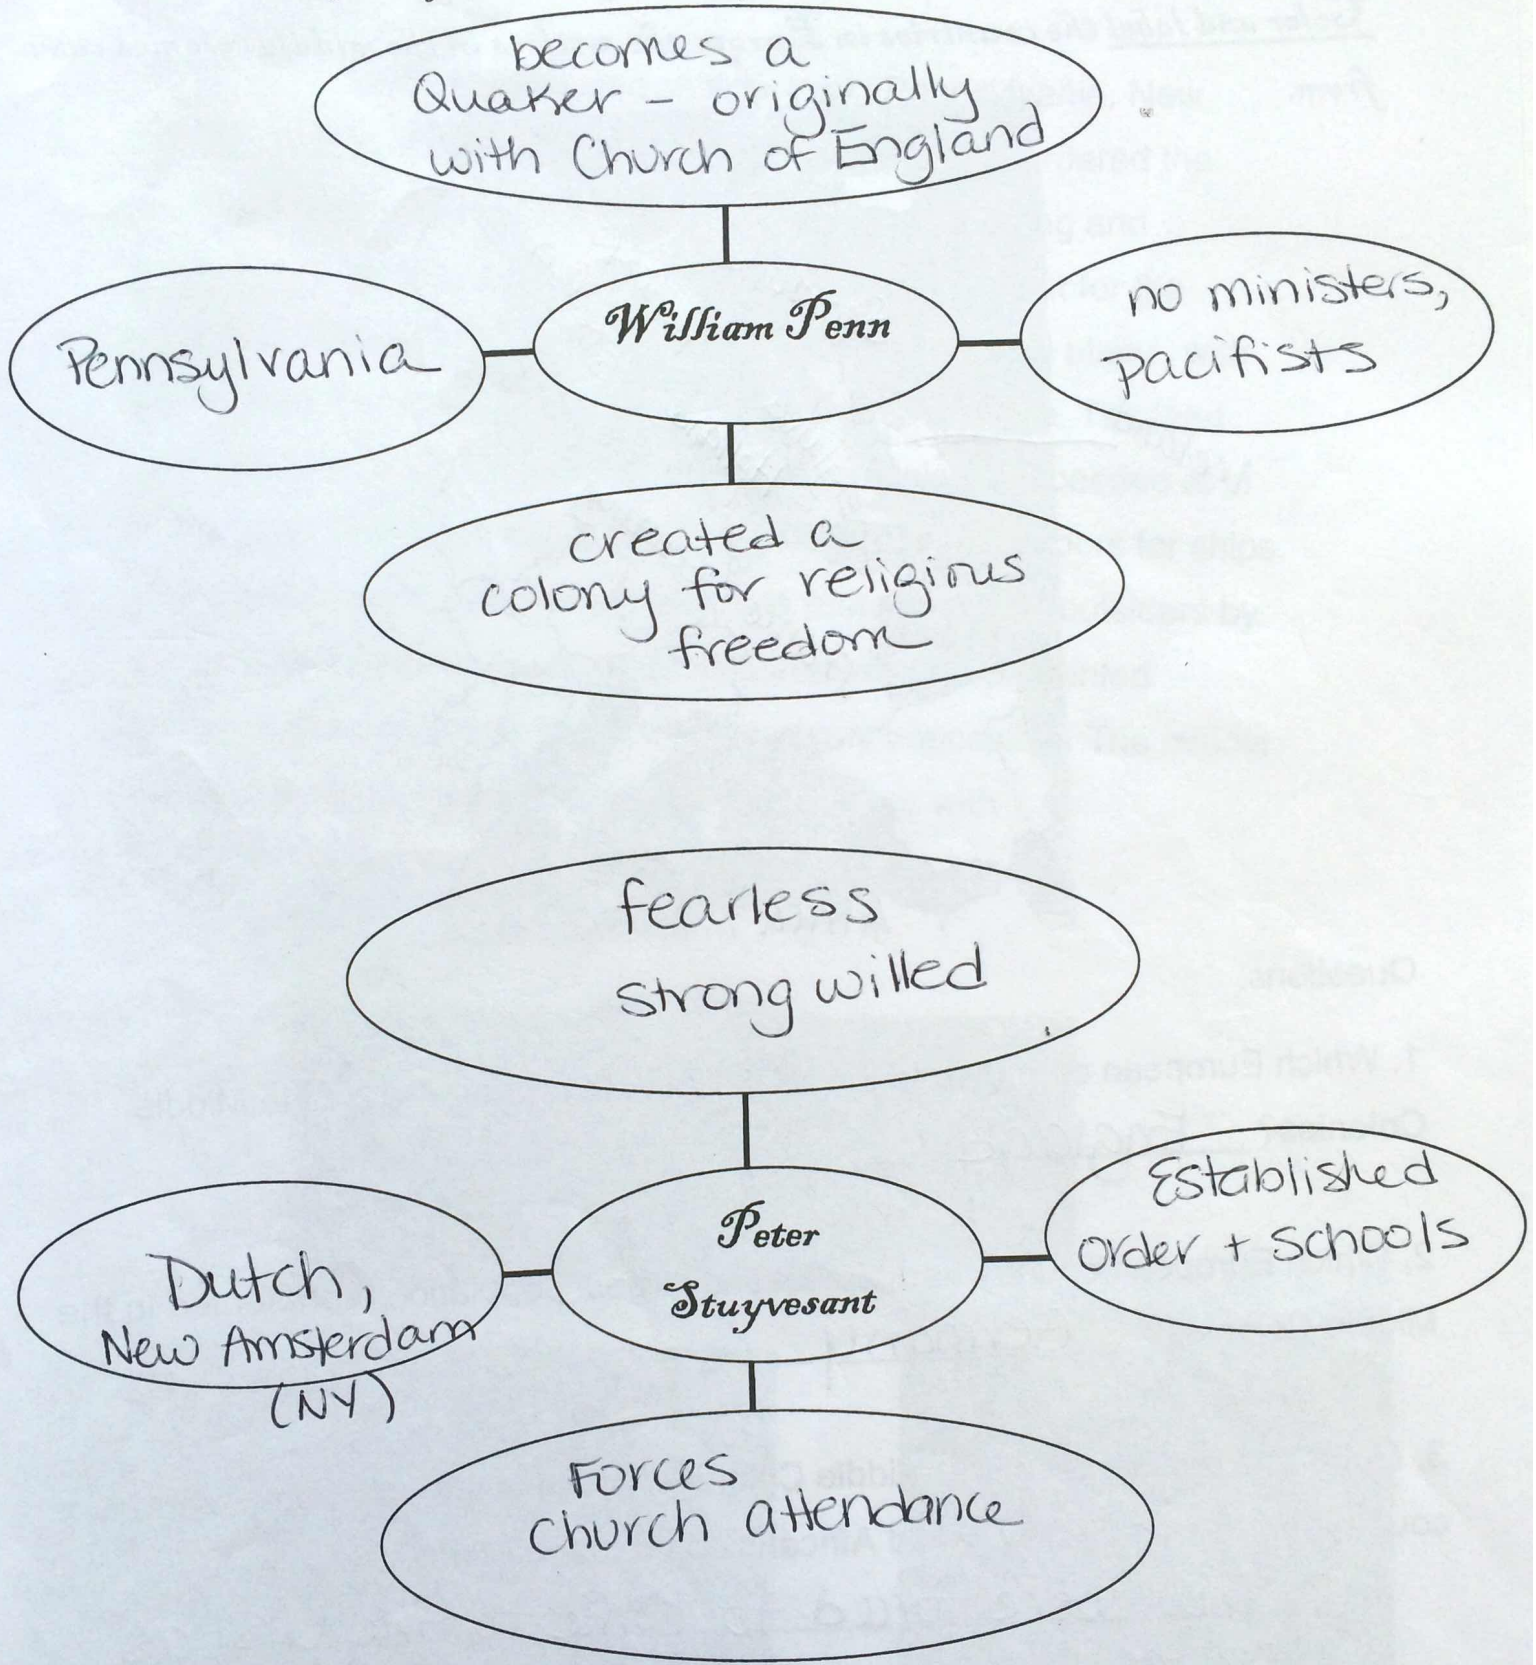 becomes a
Quaker - originally
with Church of England
Pennsylvania
William Penn
no ministers,
pacifists
created a
colony for religious
freedom
fearless
strong willed
Dutch,
New Amsterdam
(NY)
Peter
Stuyvesant
Established
Order + Schools
Forces
Church attendance